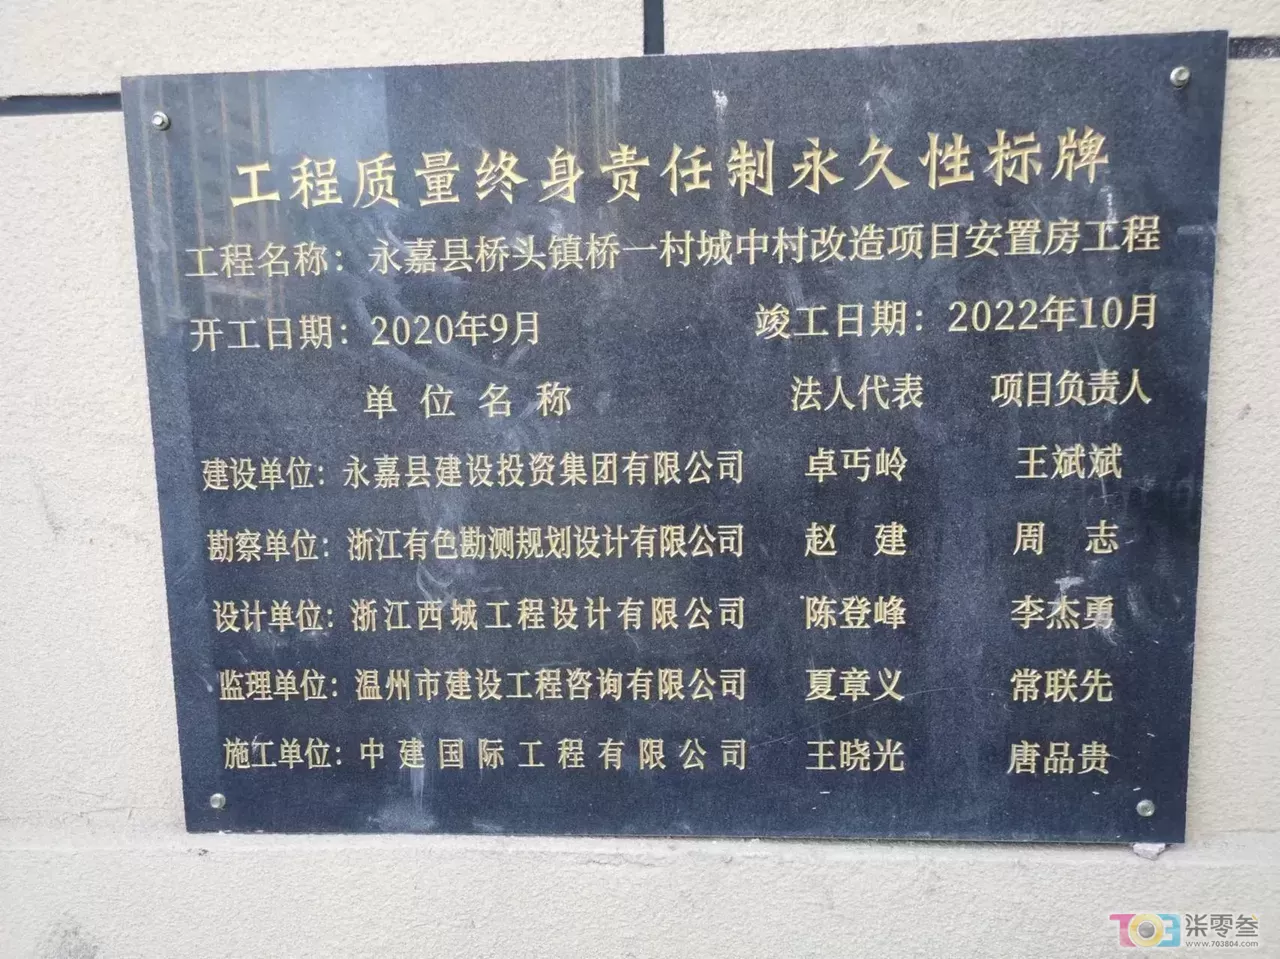 工程质量终身责任制永久性标牌
工程名称：永嘉县桥头镇桥一村城中村改造项目安置房工程
开工日期：2020年9月 竣工日期：2022年10月
单位名称 法人代表 项目负责人
建设单位：永嘉县建设投资集团有限公司 卓丐岭 王斌斌
勘察单位：浙江有色勘测规划设计有限公司 赵建 周志
设计单位：浙江西城工程设计有限公司 陈登峰 李杰勇
监理单位：温州市建设工程咨询有限公司 夏章义 常联先
施工单位：中建国际工程有限公司 王晓光 唐品贵
703 柒零叁
www.703804.com